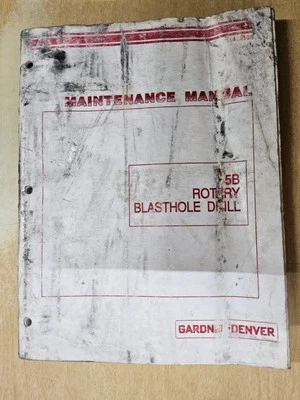 MAINTENANCE MANUAL
5B
ROTARY
BLASTHOLE DRILL
GARDNER-DENVER